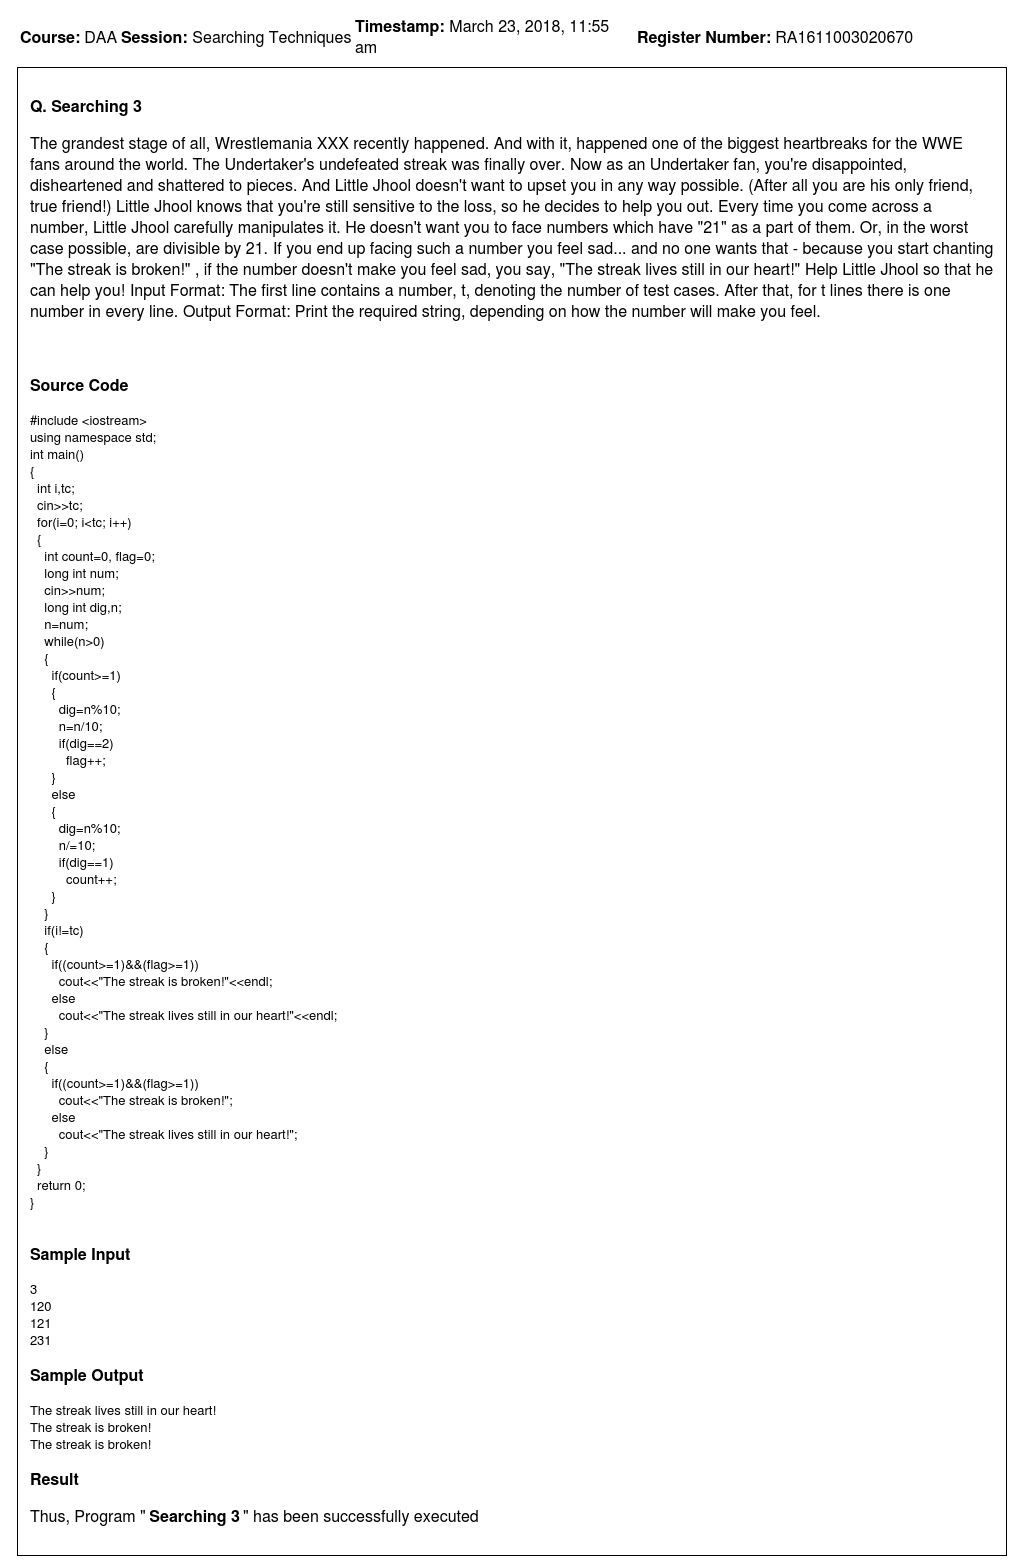 Course: DAA Session: Searching Techniques Timestamp: March 23, 2018, 11:55 am Register Number: RA1611003020670
Q. Searching 3
The grandest stage of all, Wrestlemania XXX recently happened. And with it, happened one of the biggest heartbreaks for the WWE
fans around the world. The Undertaker's undefeated streak was finally over. Now as an Undertaker fan, you're disappointed,
disheartened and shattered to pieces. And Little Jhool doesn't want to upset you in any way possible. (After all you are his only friend,
true friend!) Little Jhool knows that you're still sensitive to the loss, so he decides to help you out. Every time you come across a
number, Little Jhool carefully manipulates it. He doesn't want you to face numbers which have "21" as a part of them. Or, in the worst
case possible, are divisible by 21. If you end up facing such a number you feel sad... and no one wants that - because you start chanting
"The streak is broken!" , if the number doesn't make you feel sad, you say, "The streak lives still in our heart!" Help Little Jhool so that he
can help you! Input Format: The first line contains a number, t, denoting the number of test cases. After that, for t lines there is one
number in every line. Output Format: Print the required string, depending on how the number will make you feel.
Source Code
#include <iostream>
using namespace std;
int main()
{
int i,tc;
cin>>tc;
for(i=0; i<tc; i++)
{
int count=0, flag=0;
long int num;
cin>>num;
long int dig,n;
n=num;
while(n>0)
{
if(count>=1)
{
dig=n%10;
n=n/10;
if(dig==2)
flag++;
}
else
{
dig=n%10;
n/=10;
if(dig==1)
count++;
}
}
if(i!=tc)
{
if((count>=1)&&(flag>=1))
cout<<"The streak is broken!"<<endl;
else
cout<<"The streak lives still in our heart!"<<endl;
}
else
{
if((count>=1)&&(flag>=1))
cout<<"The streak is broken!";
else
cout<<"The streak lives still in our heart!";
}
}
return 0;
}
Sample Input
3
120
121
231
Sample Output
The streak lives still in our heart!
The streak is broken!
The streak is broken!
Result
Thus, Program " Searching 3 " has been successfully executed